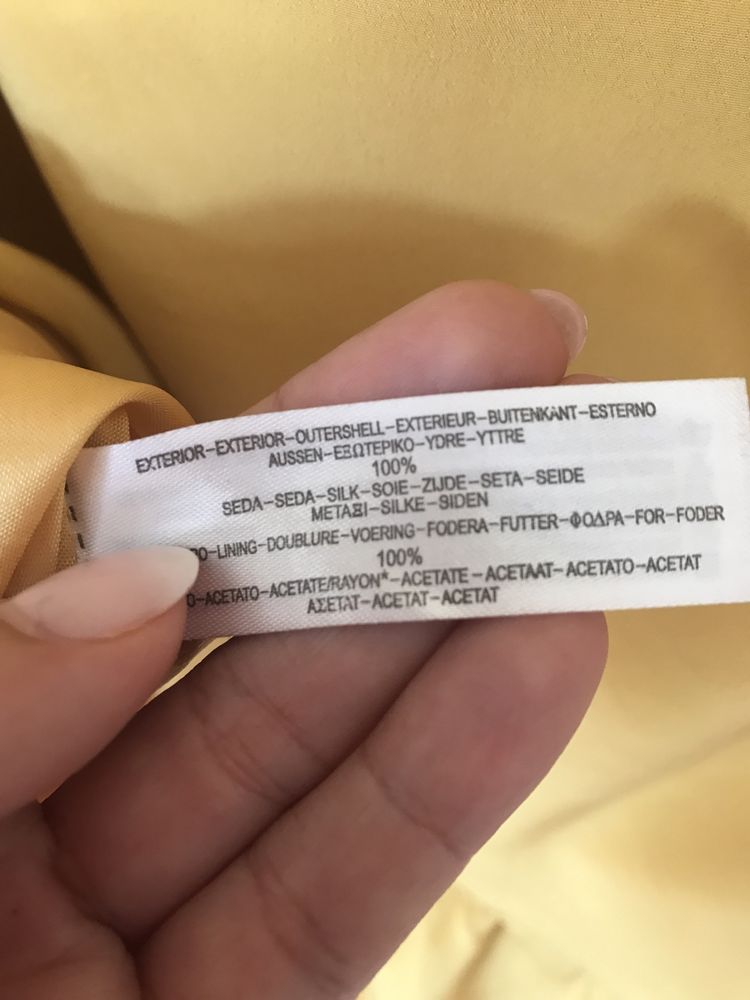 EXTERIOR-EXTERIOR-OUTERSHELL-EXTERIEUR-BUITENKANT-ESTERNO
AUSSEN-ΕΞΩΤΕΡΙΚΟ-YDRE-YTTRE
100%
SEDA-SEDA-SILK-SOIE-ZIJDE-SETA-SEIDE
ΜΕΤΑΞΙ-SILKE-SIDEN
-LINING-DOUBLURE-VOERING-FODERA-FUTTER-ΦΟΔΡΑ-FOR-FODER
100%
-ACETATO-ACETATE/RAYON*-ACETATE-ACETAAT-ACETATO-ACETAT
ΑΣΕΤΑΤ-ACETAT-ACETAT